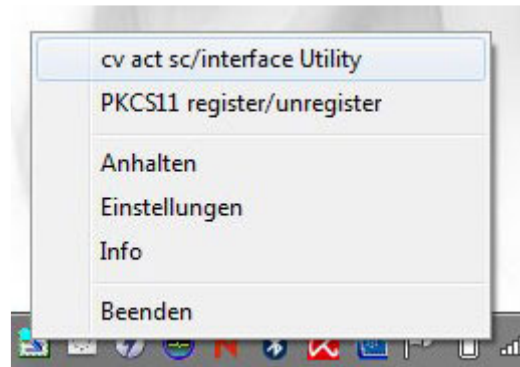 cv act sc/interface Utility
PKCS11 register/unregister
Anhalten
Einstellungen
Info
Beenden